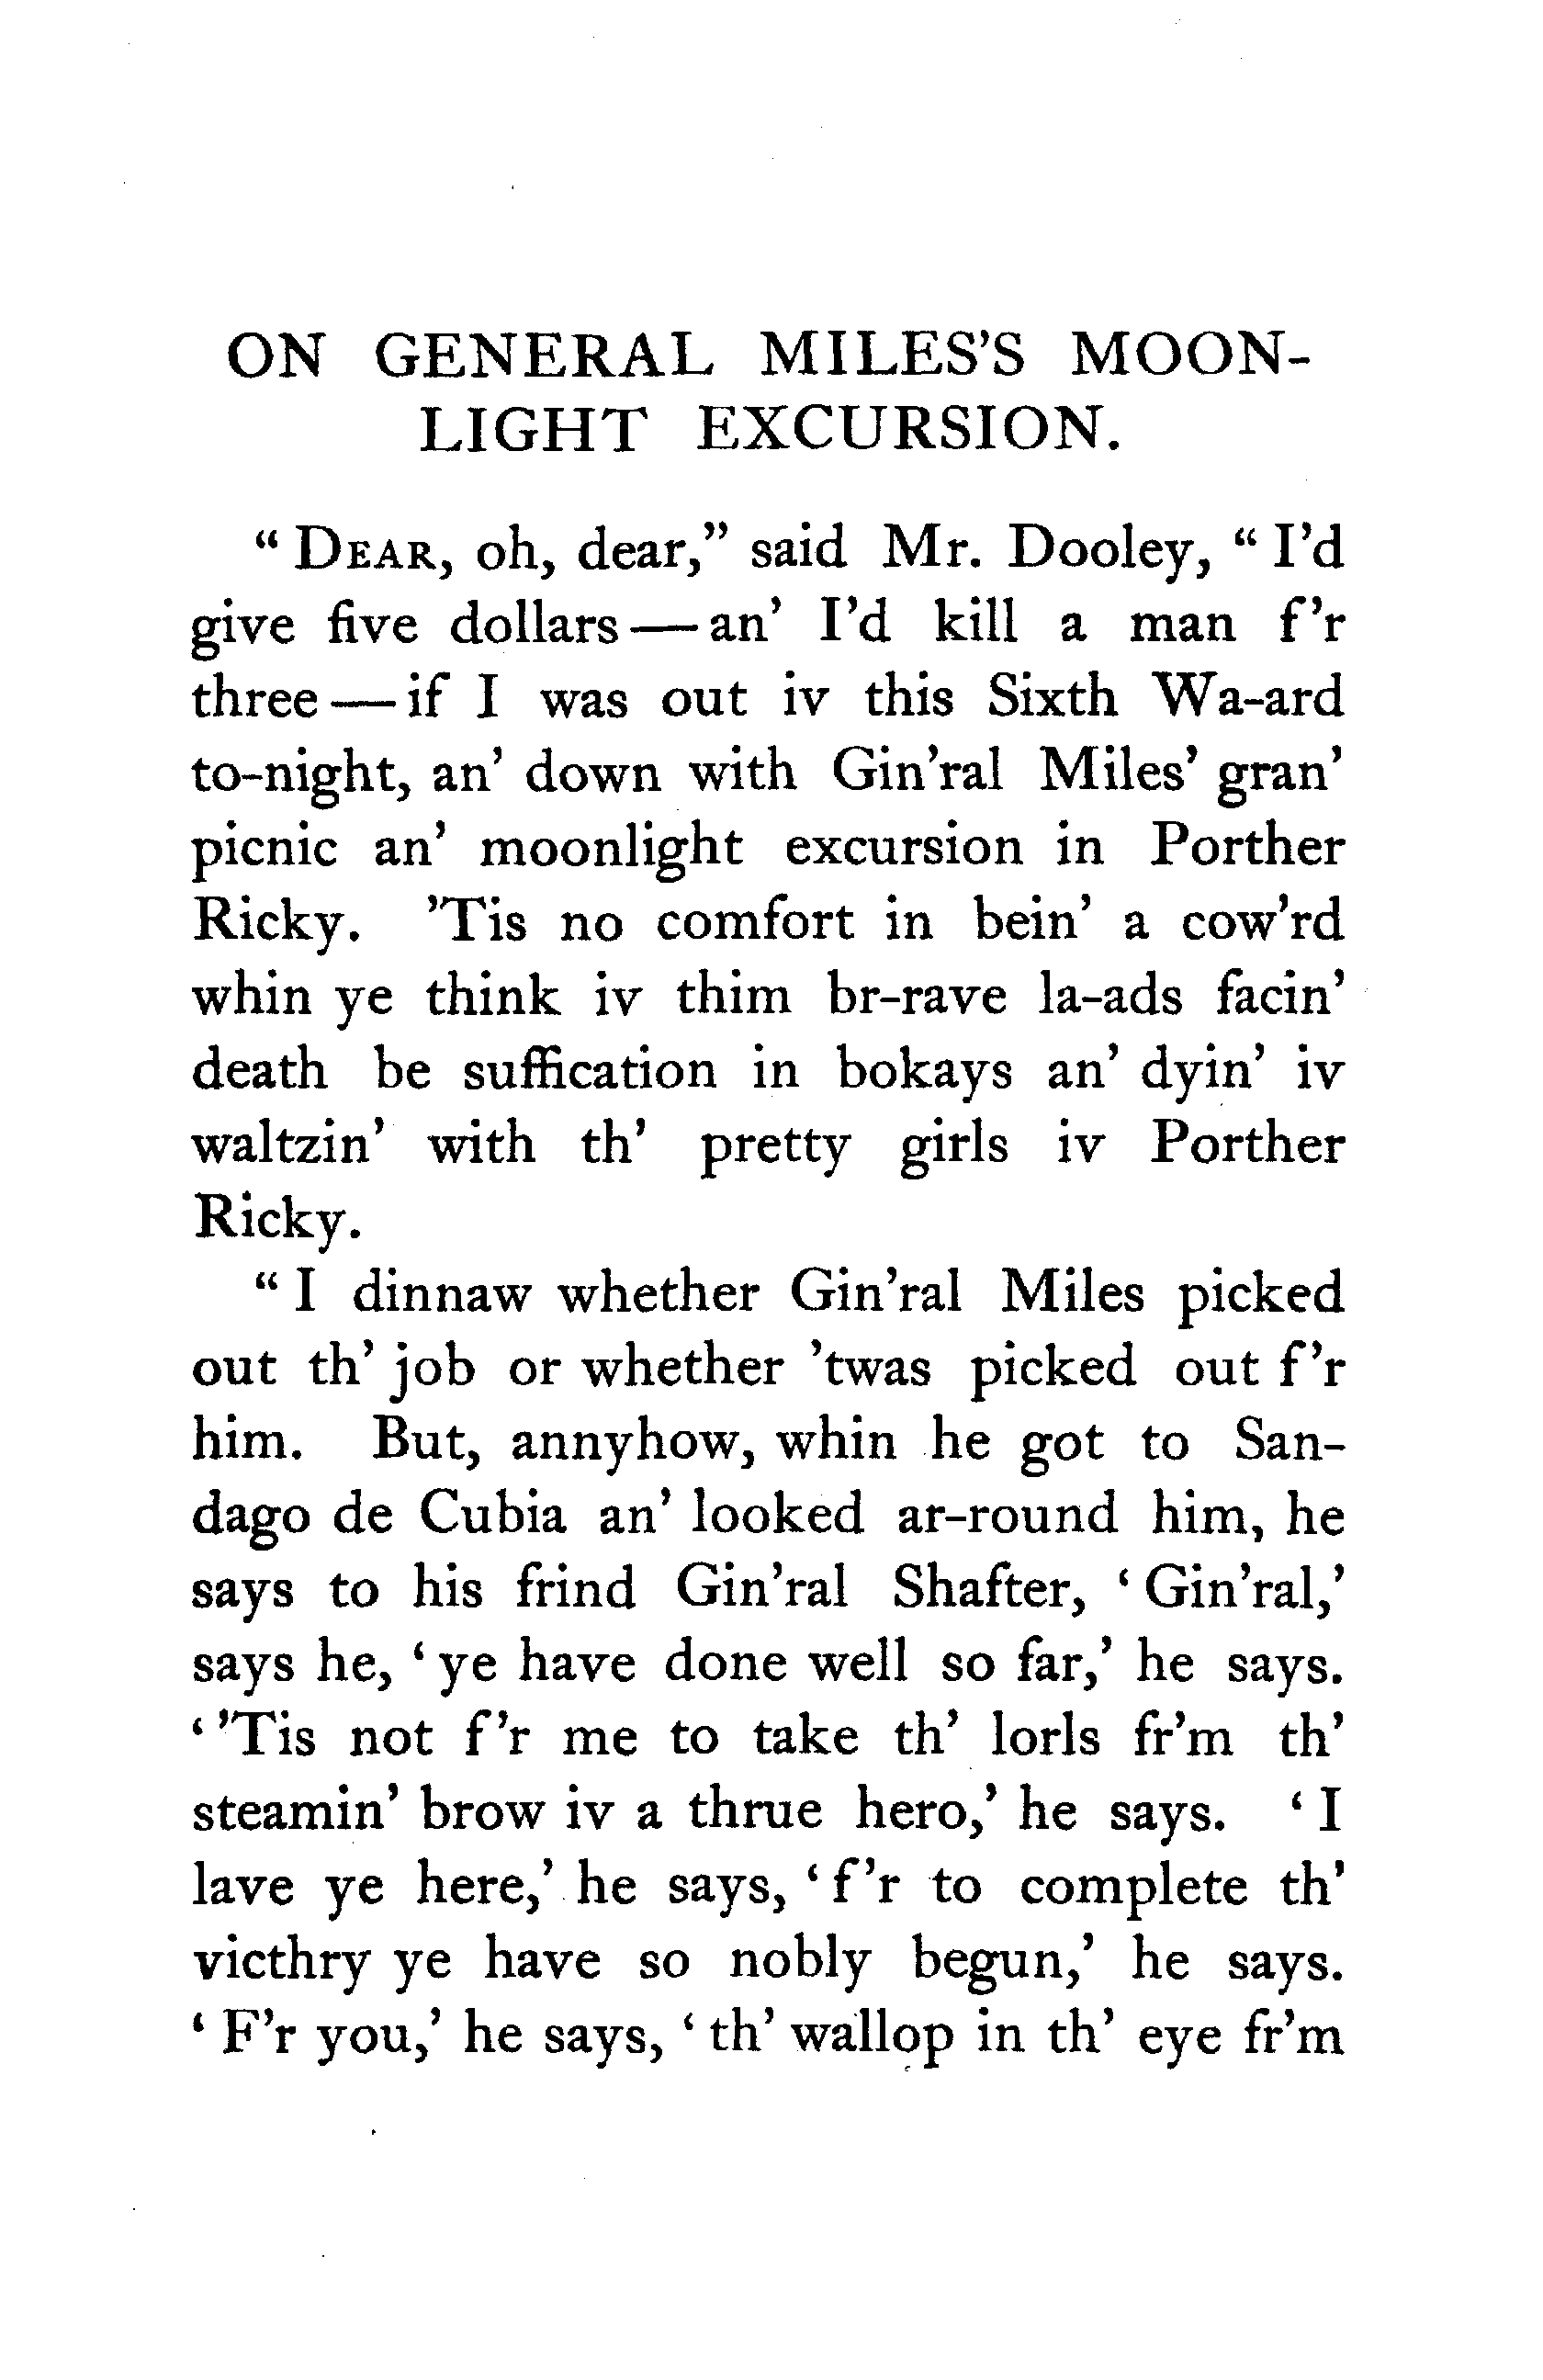 ON GENERAL MILES'S MOON-
LIGHT EXCURSION.
“ DEAR, oh, dear,” said Mr. Dooley, “ I’d
give five dollars — an’ I’d kill a man f’r
three — if I was out iv this Sixth Wa-ard
to-night, an’ down with Gin’ral Miles’ gran’
picnic an’ moonlight excursion in Porther
Ricky. ’Tis no comfort in bein’ a cow’rd
whin ye think iv thim br-rave la-ads facin’
death be suffication in bokays an’ dyin’ iv
waltzin’ with th’ pretty girls iv Porther
Ricky.
“ I dinnaw whether Gin’ral Miles picked
out th’ job or whether ’twas picked out f’r
him. But, annyhow, whin he got to San-
dago de Cubia an’ looked ar-round him, he
says to his frind Gin’ral Shafter, ‘ Gin’ral,’
says he, ‘ ye have done well so far,’ he says.
‘ ’Tis not f’r me to take th’ lorls fr’m th’
steamin’ brow iv a thrue hero,’ he says. ‘ I
lave ye here,’ he says, ‘ f’r to complete th’
victhry ye have so nobly begun,’ he says.
‘ F’r you,’ he says, ‘ th’ wallop in th’ eye fr’m